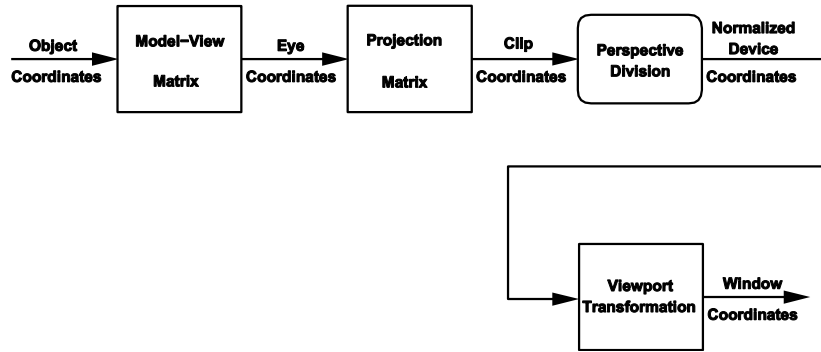 Object
Coordinates
Model-View
Matrix
Eye
Coordinates
Projection
Matrix
Clip
Coordinates
Perspective
Division
Normalized
Device
Coordinates
Viewport
Transformation
Window
Coordinates